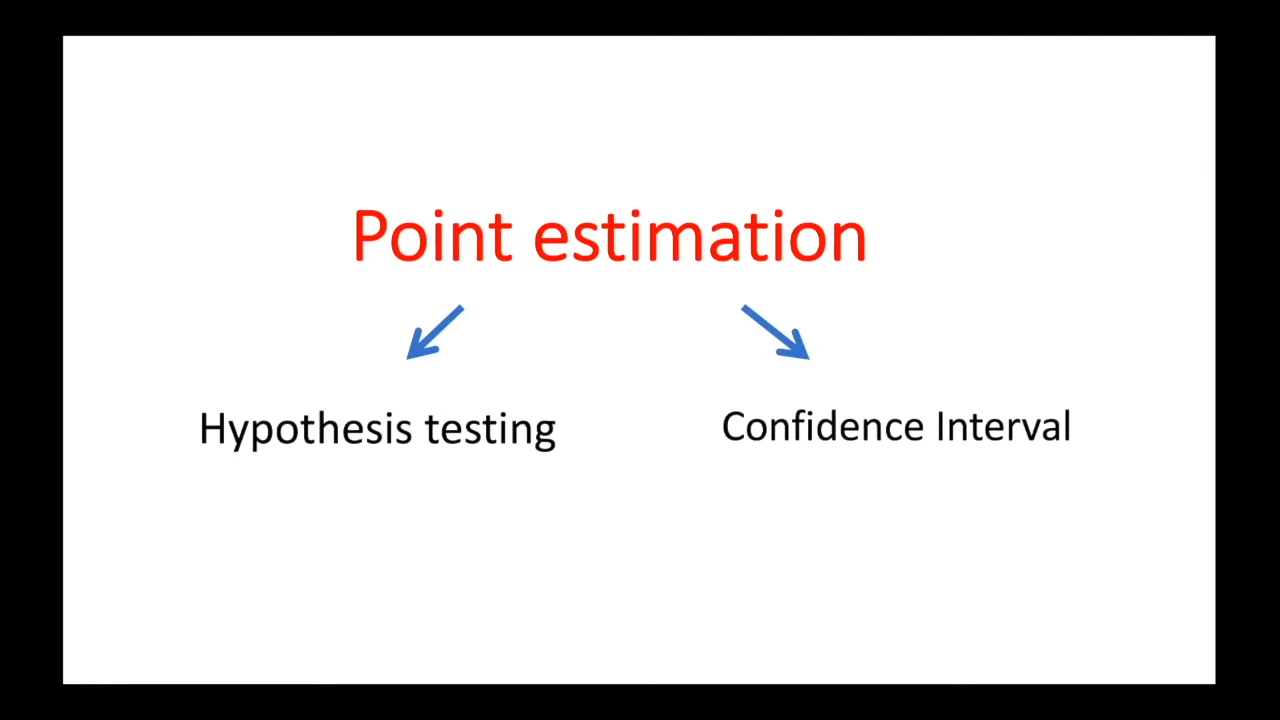 Point estimation
Hypothesis testing
Confidence Interval